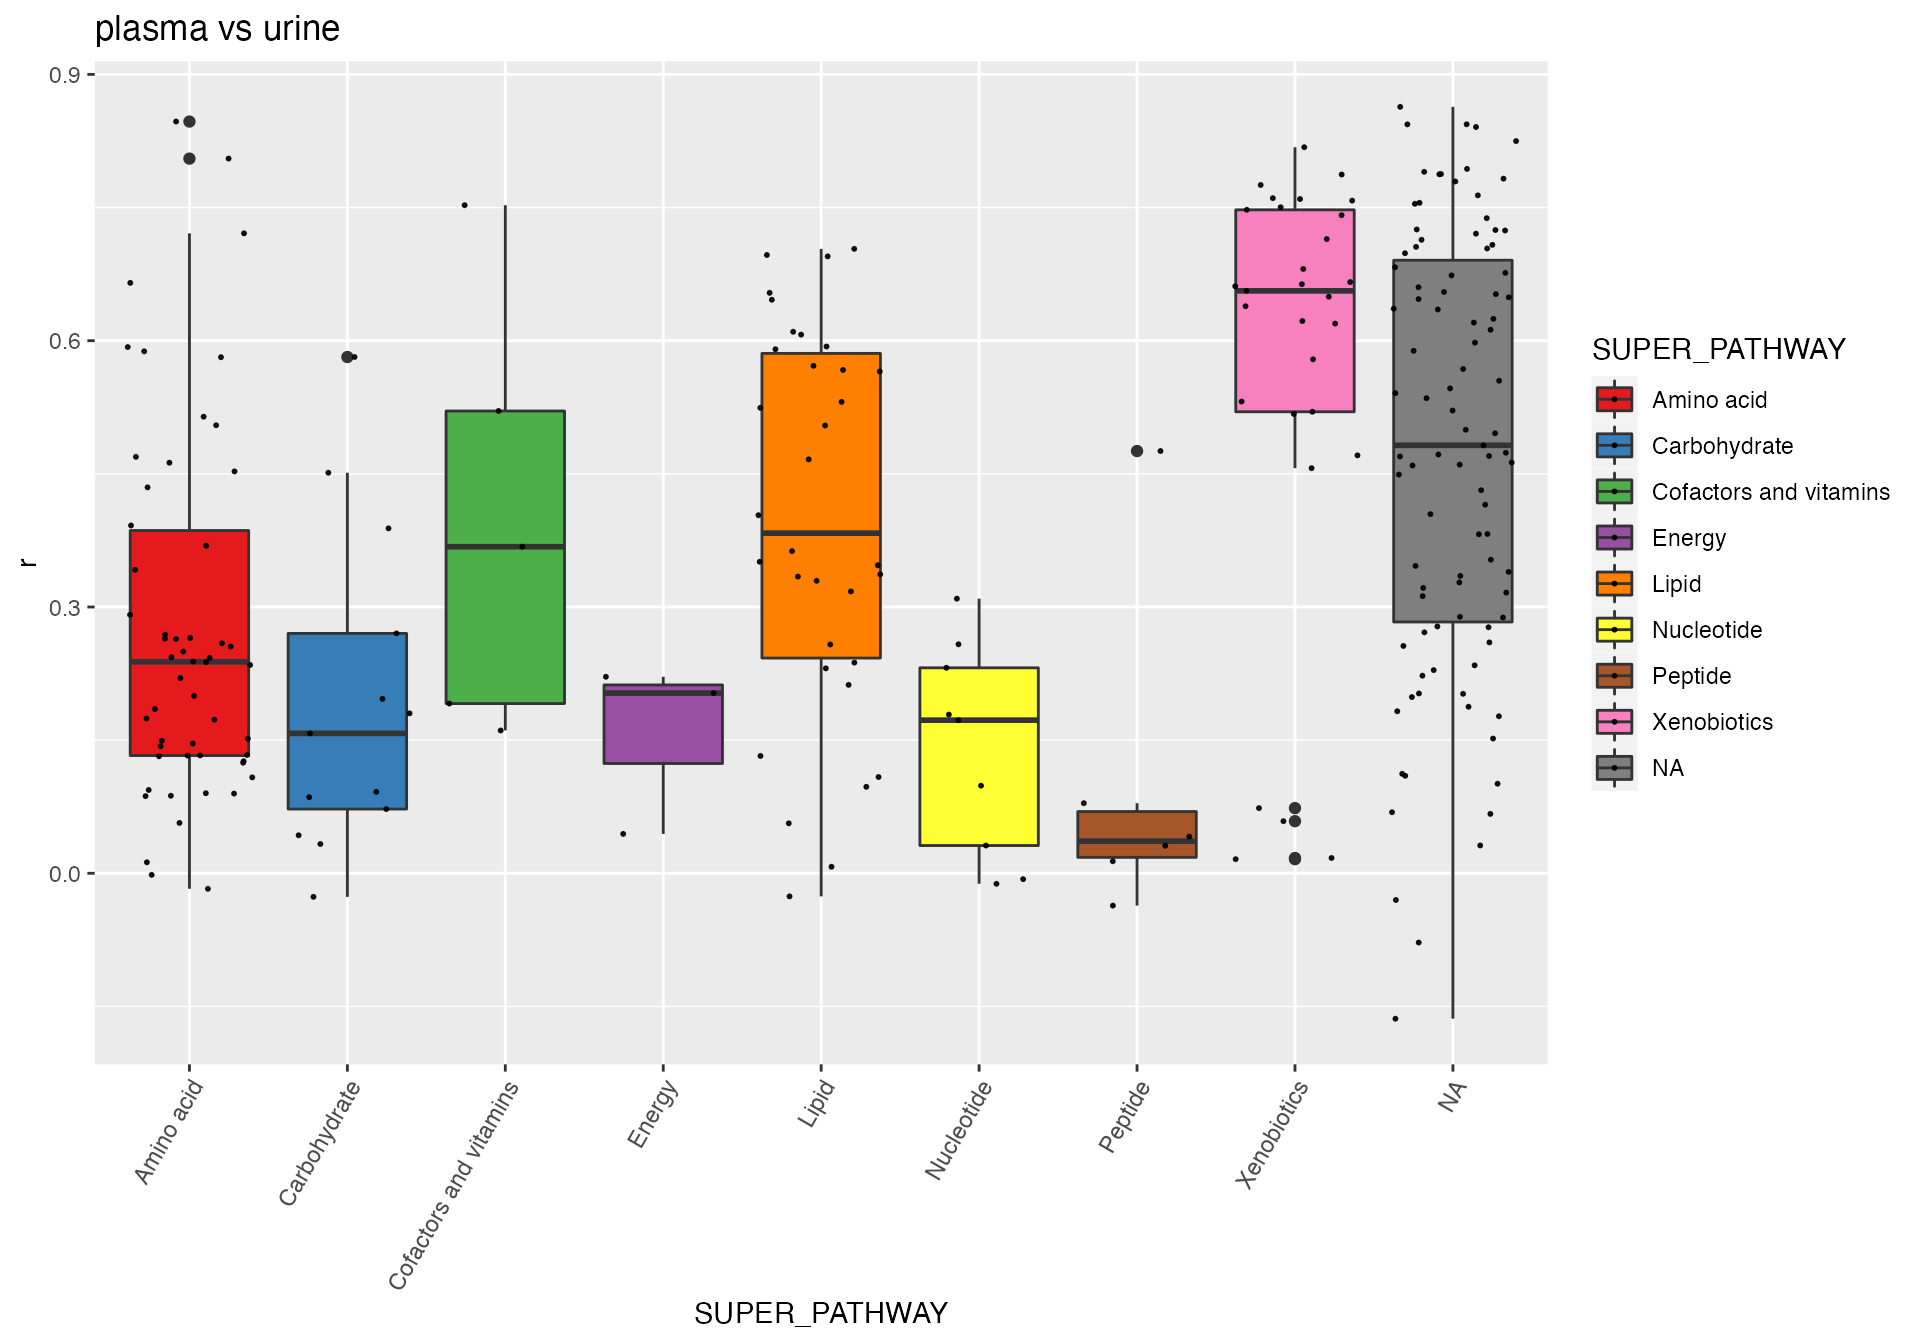 plasma vs urine
0.9
0.6
0.3
0.0
r
Amino acid
Carbohydrate
Cofactors and vitamins
Energy
Lipid
Nucleotide
Peptide
Xenobiotics
NA
SUPER_PATHWAY
SUPER_PATHWAY
Amino acid
Carbohydrate
Cofactors and vitamins
Energy
Lipid
Nucleotide
Peptide
Xenobiotics
NA